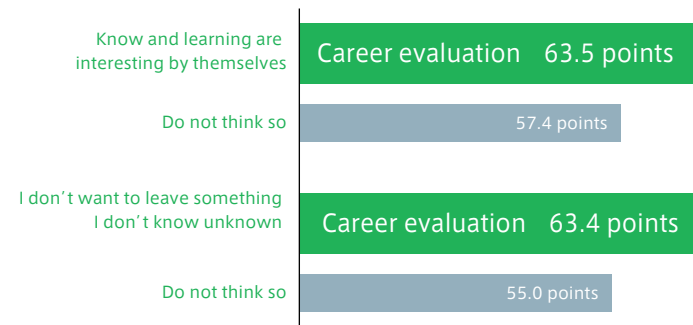 Know and learning are
interesting by themselves
Career evaluation 63.5 points
Do not think so
57.4 points
I don't want to leave something
I don't know unknown
Career evaluation 63.4 points
Do not think so
55.0 points